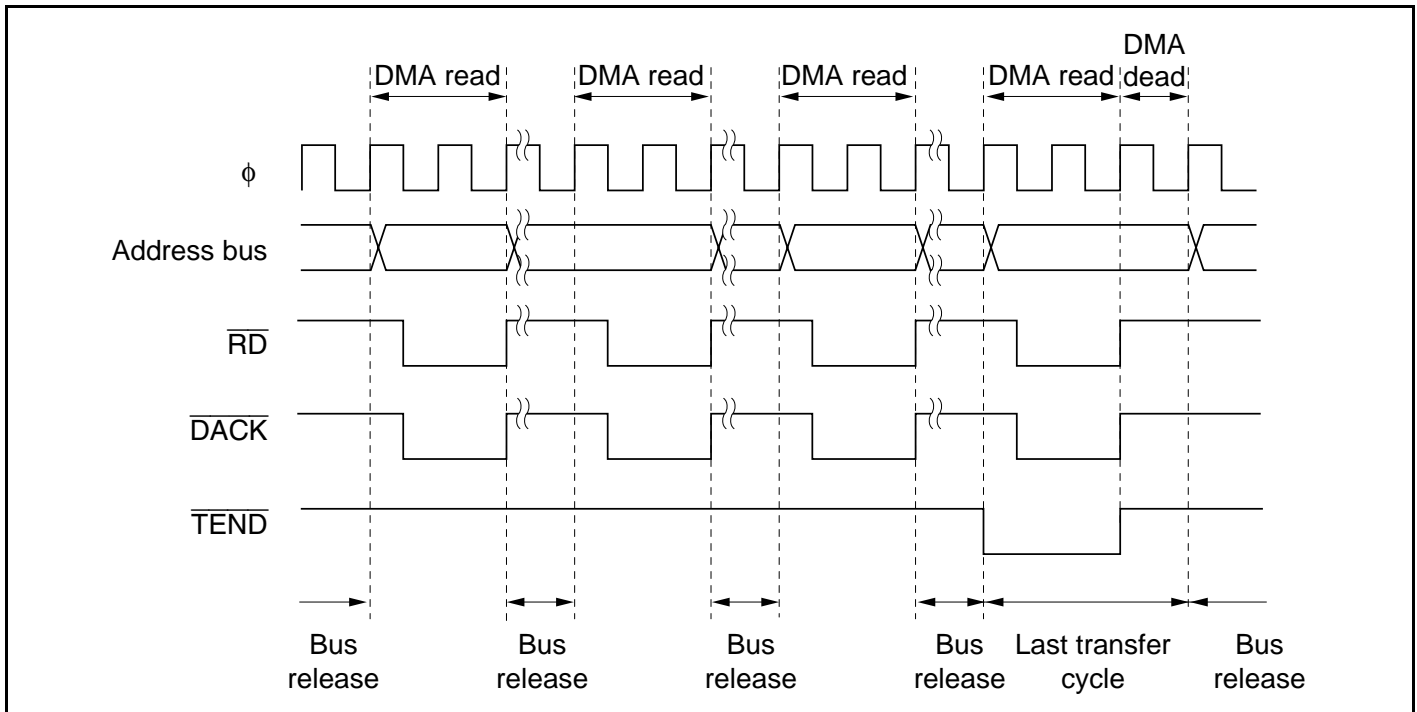 DMA
DMA read DMA read DMA read DMA read dead
ϕ
Address bus
RD
DACK
TEND
Bus Bus Bus Bus Last transfer Bus
release release release release cycle release